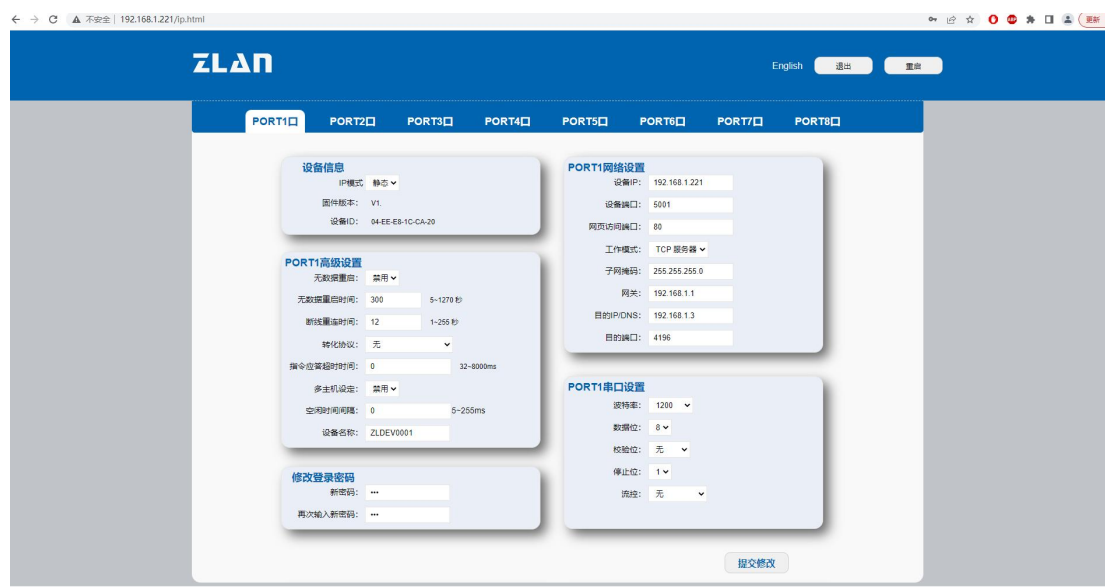 不安全 192.168.1.221/ip.html
更新
ZLAN
English 退出 重启
PORT1口 PORT2口 PORT3口 PORT4口 PORT5口 PORT6口 PORT7口 PORT8口
设备信息
IP模式 静态
固件版本： V1.
设备ID： 04-EE-E8-1C-CA-20
PORT1高级设置
无数据重启： 禁用
无数据重启时间： 300 5~1270 秒
断线重连时间： 12 1~255 秒
转化协议： 无
指令应答超时时间： 0 32~8000ms
多主机设定： 禁用
空闲时间间隔： 0 5~255ms
设备名称： ZLDEV0001
修改登录密码
新密码： •••
再次输入新密码： •••
PORT1网络设置
设备IP： 192.168.1.221
设备端口： 5001
网页访问端口： 80
工作模式： TCP 服务器
子网掩码： 255.255.255.0
网关： 192.168.1.1
目的IP/DNS： 192.168.1.3
目的端口： 4196
PORT1串口设置
波特率： 1200
数据位： 8
校验位： 无
停止位： 1
流控： 无
提交修改